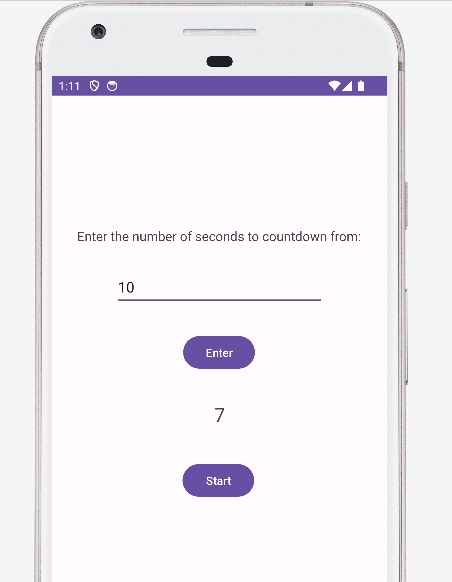 1:11
Enter the number of seconds to countdown from:
10
Enter
7
Start